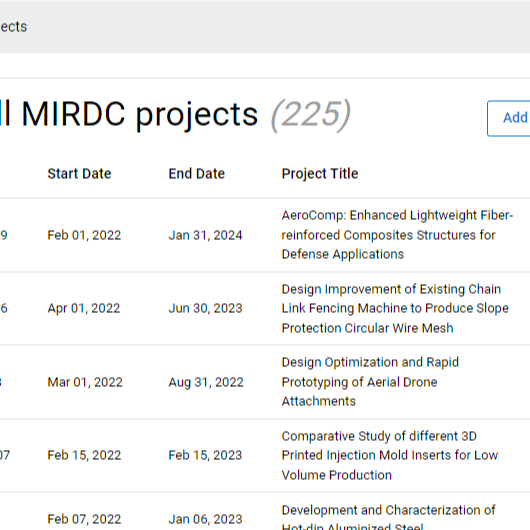 ects
ll MIRDC projects (225)
Add
Start Date End Date Project Title
9 Feb 01, 2022 Jan 31, 2024 AeroComp: Enhanced Lightweight Fiber-
reinforced Composites Structures for
Defense Applications
6 Apr 01, 2022 Jun 30, 2023 Design Improvement of Existing Chain
Link Fencing Machine to Produce Slope
Protection Circular Wire Mesh
Mar 01, 2022 Aug 31, 2022 Design Optimization and Rapid
Prototyping of Aerial Drone
Attachments
07 Feb 15, 2022 Feb 15, 2023 Comparative Study of different 3D
Printed Injection Mold Inserts for Low
Volume Production
Feb 07, 2022 Jan 06, 2023 Development and Characterization of
Hot-dip Aluminized Steel